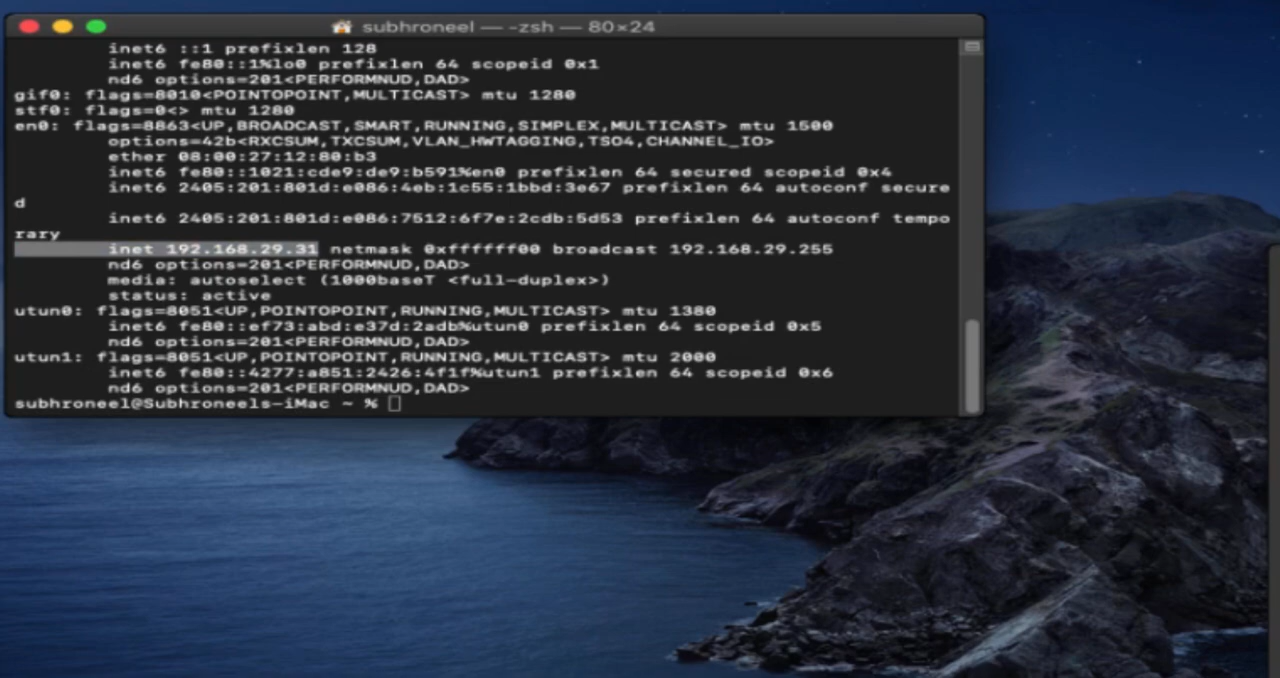 subhroneel — -zsh — 80×24
inet6 ::1 prefixlen 128
inet6 fe80::1%lo0 prefixlen 64 scopeid 0x1
nd6 options=201<PERFORMNUD,DAD>
gif0: flags=8010<POINTOPOINT,MULTICAST> mtu 1280
stf0: flags=0<> mtu 1280
en0: flags=8863<UP,BROADCAST,SMART,RUNNING,SIMPLEX,MULTICAST> mtu 1500
options=42b<RXCSUM,TXCSUM,VLAN_HWTAGGING,TSO4,CHANNEL_IO>
ether 08:00:27:12:80:b3
inet6 fe80::1021:cde9:de9:b591%en0 prefixlen 64 secured scopeid 0x4
inet6 2405:201:801d:e086:4eb:1c55:1bbd:3e67 prefixlen 64 autoconf secure
d
inet6 2405:201:801d:e086:7512:6f7e:2cdb:5d53 prefixlen 64 autoconf tempo
rary
inet 192.168.29.31 netmask 0xffffff00 broadcast 192.168.29.255
nd6 options=201<PERFORMNUD,DAD>
media: autoselect (1000baseT <full-duplex>)
status: active
utun0: flags=8051<UP,POINTOPOINT,RUNNING,MULTICAST> mtu 1380
inet6 fe80::ef73:abd:e37d:2adb%utun0 prefixlen 64 scopeid 0x5
nd6 options=201<PERFORMNUD,DAD>
utun1: flags=8051<UP,POINTOPOINT,RUNNING,MULTICAST> mtu 2000
inet6 fe80::4277:a851:2426:4f1f%utun1 prefixlen 64 scopeid 0x6
nd6 options=201<PERFORMNUD,DAD>
subhroneel@Subhroneels-iMac ~ %